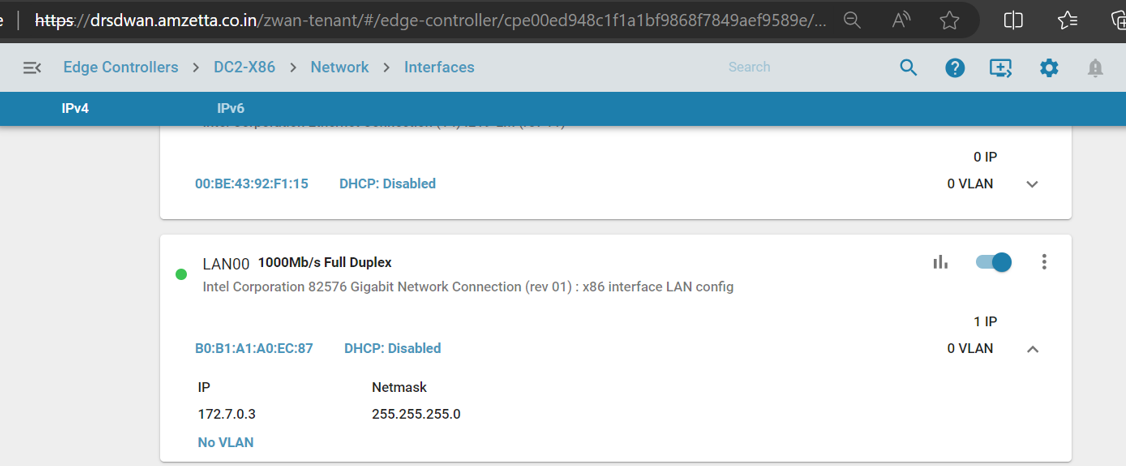 https://drsdwan.amzetta.co.in/zwan-tenant/#/edge-controller/cpe00ed948c1f1a1bf9868f7849aef9589e/...
Edge Controllers > DC2-X86 > Network > Interfaces Search
IPv4 IPv6
0 IP
00:BE:43:92:F1:15 DHCP: Disabled 0 VLAN
LAN00 1000Mb/s Full Duplex
Intel Corporation 82576 Gigabit Network Connection (rev 01) : x86 interface LAN config
1 IP
B0:B1:A1:A0:EC:87 DHCP: Disabled 0 VLAN
IP Netmask
172.7.0.3 255.255.255.0
No VLAN